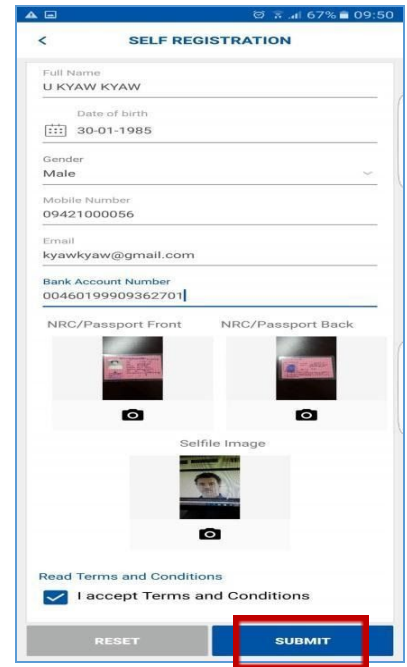 67% 09:50
< SELF REGISTRATION
Full Name
U KYAW KYAW
Date of birth
30-01-1985
Gender
Male
Mobile Number
09421000056
Email
kyawkyaw@gmail.com
Bank Account Number
00460199909362701
NRC/Passport Front NRC/Passport Back
Selfile Image
Read Terms and Conditions
I accept Terms and Conditions
RESET SUBMIT